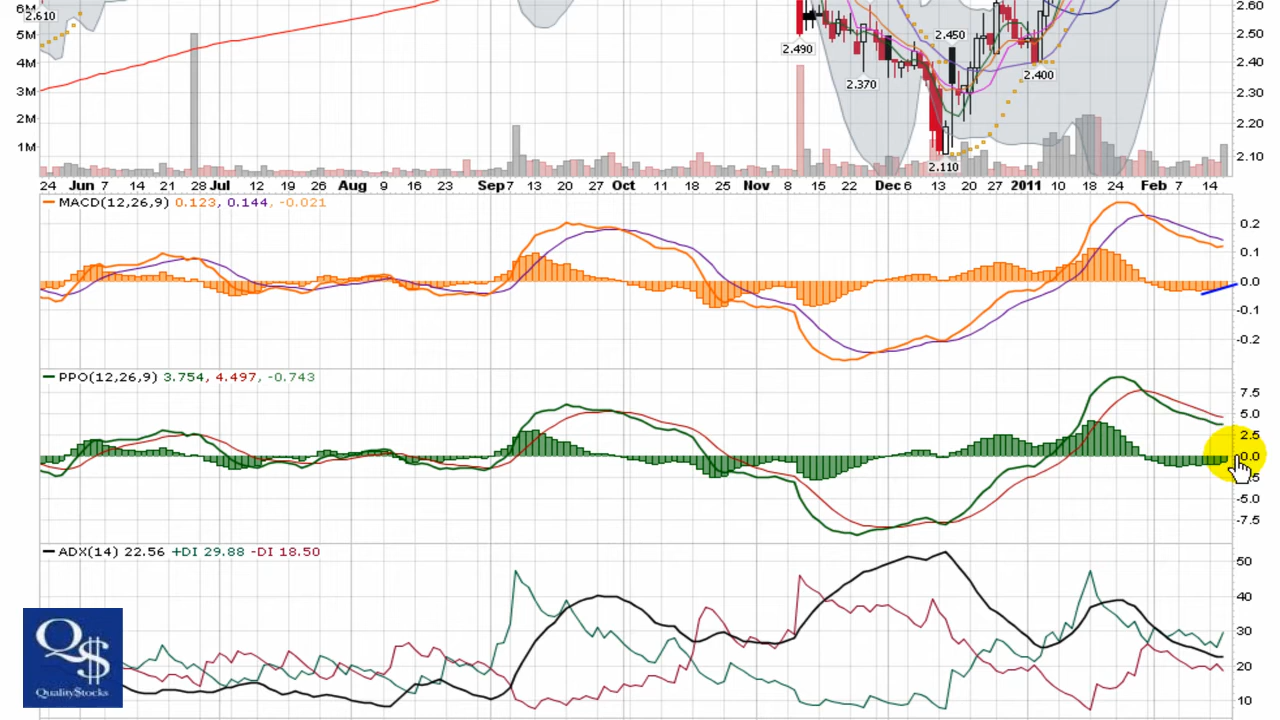 6M 2.610 2.60
5M 2.490 2.450 2.50
4M 2.370 2.400 2.40
3M 2.30
2M 2.20
1M 2.110 2.10
24 Jun 7 14 21 28 Jul 12 19 26 Aug 9 16 23 Sep 7 13 20 27 Oct 11 18 25 Nov 8 15 22 Dec 6 13 20 27 2011 10 18 24 Feb 7 14
MACD(12,26,9) 0.123, 0.144, -0.021
0.2
0.1
0.0
-0.1
-0.2
PPO(12,26,9) 3.754, 4.497, -0.743
7.5
5.0
2.5
0.0
-5.0
-7.5
ADX(14) 22.56 +DI 29.88 -DI 18.50
50
40
30
20
10
QS
QualityStocks